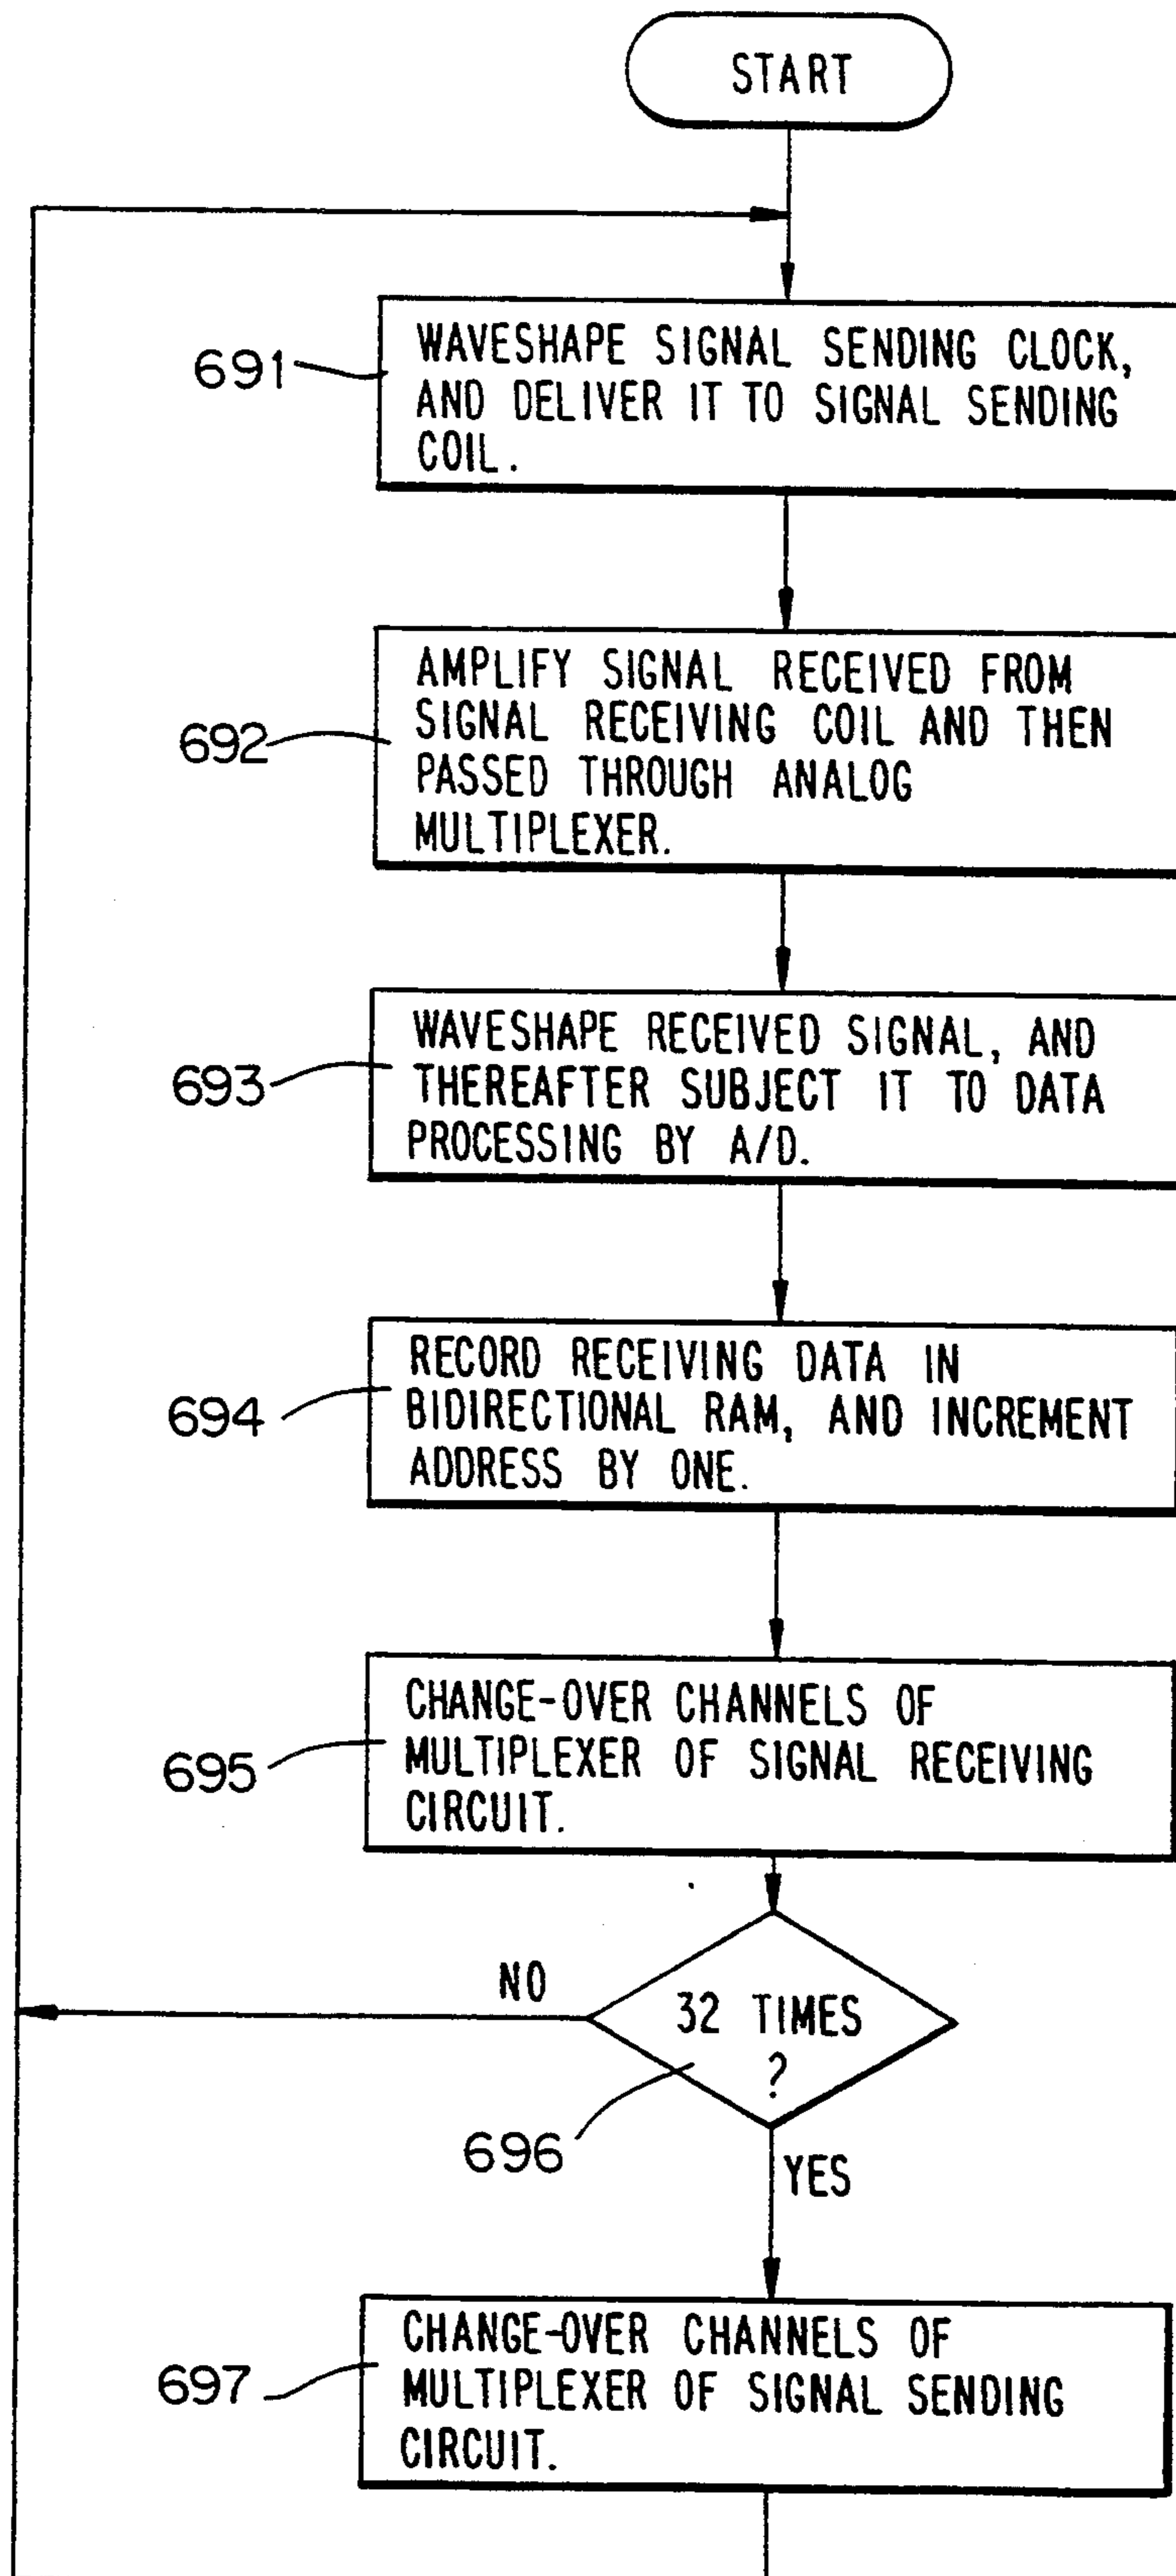 START
691
WAVESHAPE SIGNAL SENDING CLOCK,
AND DELIVER IT TO SIGNAL SENDING
COIL.
692
AMPLIFY SIGNAL RECEIVED FROM
SIGNAL RECEIVING COIL AND THEN
PASSED THROUGH ANALOG
MULTIPLEXER.
693
WAVESHAPE RECEIVED SIGNAL, AND
THEREAFTER SUBJECT IT TO DATA
PROCESSING BY A/D.
694
RECORD RECEIVING DATA IN
BIDIRECTIONAL RAM, AND INCREMENT
ADDRESS BY ONE.
695
CHANGE-OVER CHANNELS OF
MULTIPLEXER OF SIGNAL RECEIVING
CIRCUIT.
NO
32 TIMES
?
696
YES
697
CHANGE-OVER CHANNELS OF
MULTIPLEXER OF SIGNAL SENDING
CIRCUIT.